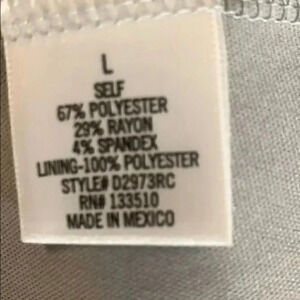 L
SELF
67% POLYESTER
29% RAYON
4% SPANDEX
LINING-100% POLYESTER
STYLE# D2973RC
RN# 133510
MADE IN MEXICO